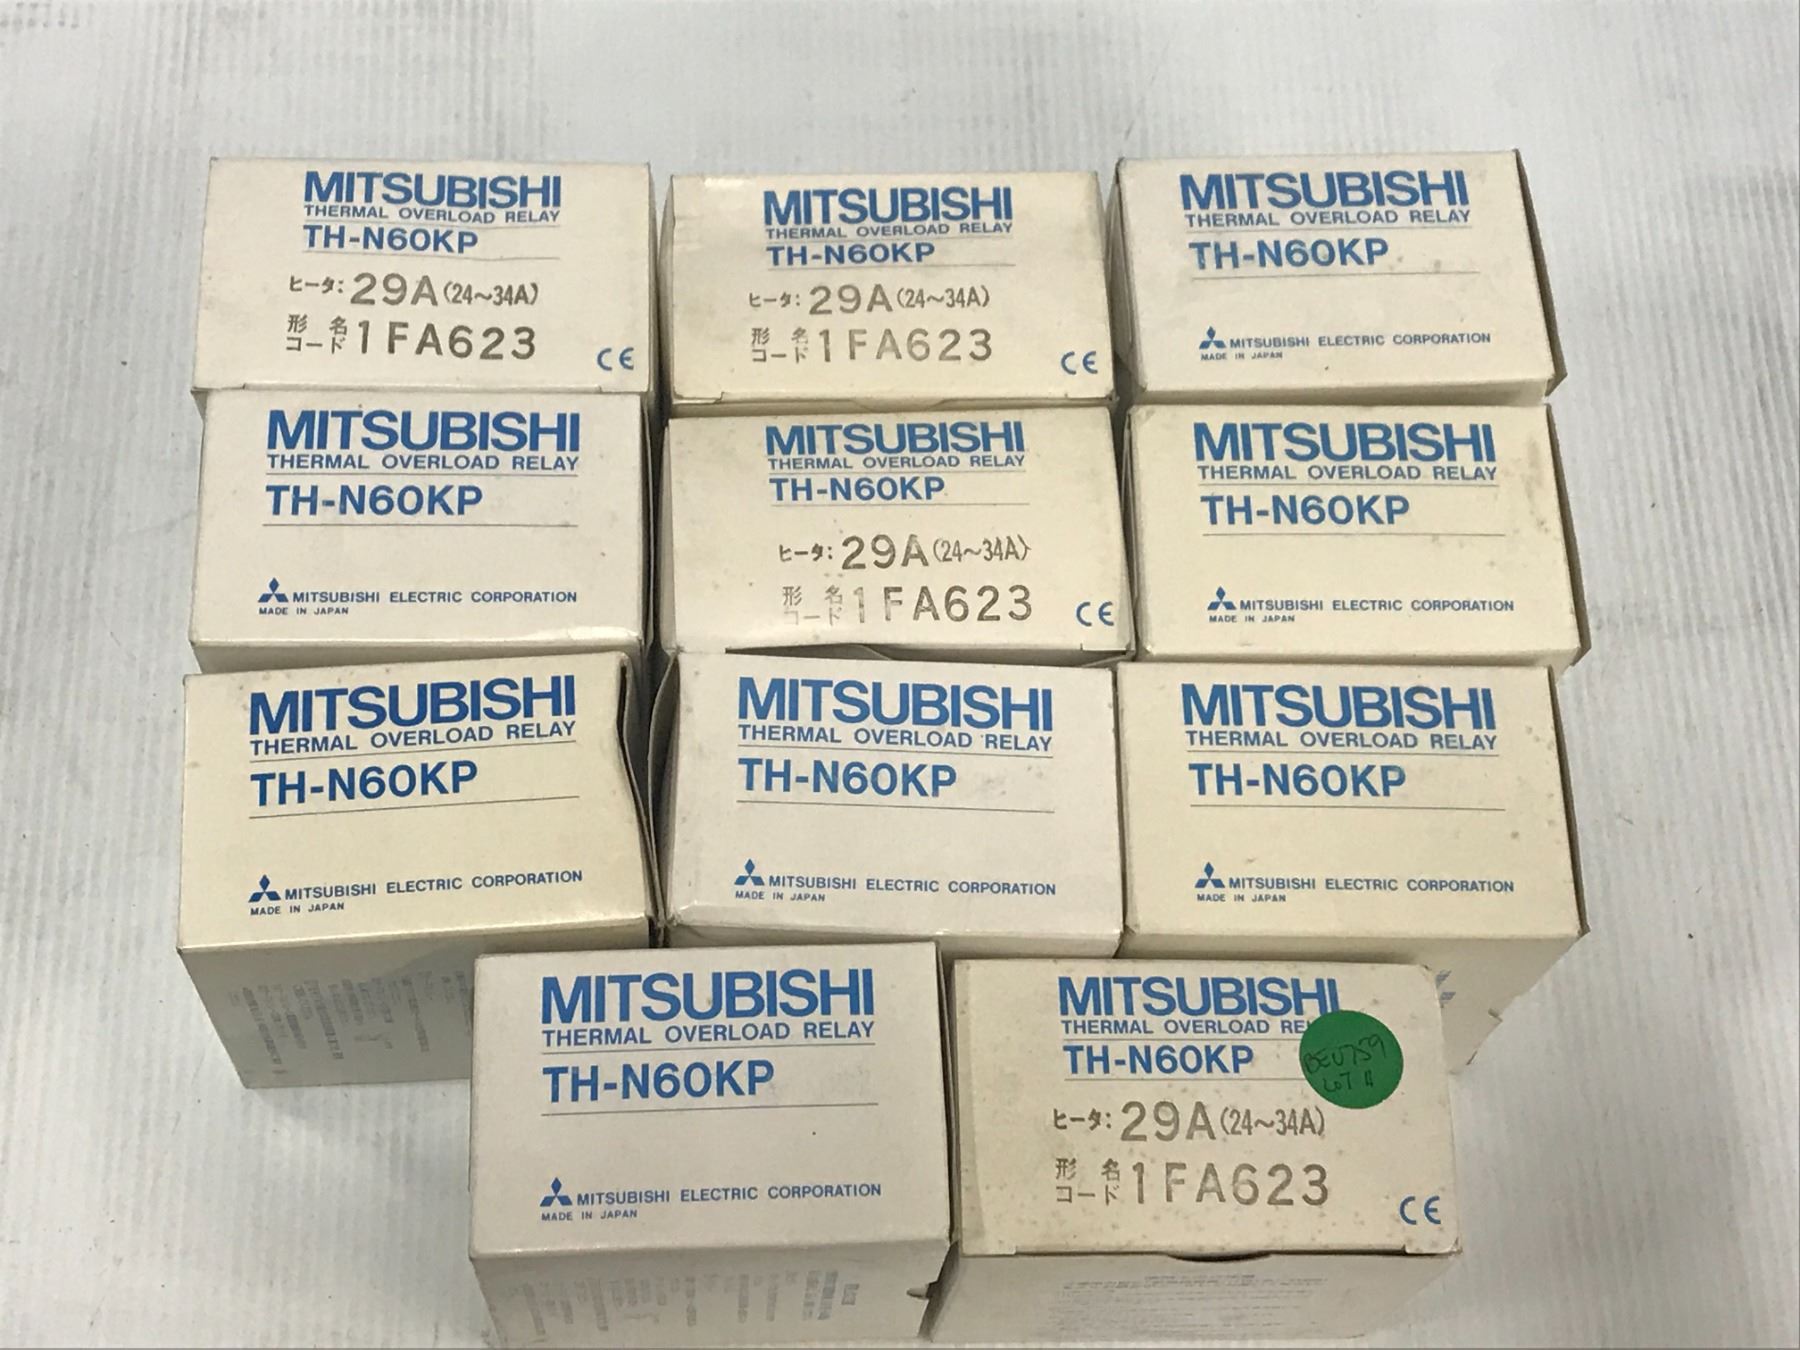 MITSUBISHI
THERMAL OVERLOAD RELAY
TH-N60KP
ヒータ: 29A (24~34A)
形 名
コード 1FA623
CE
MITSUBISHI
THERMAL OVERLOAD RELAY
TH-N60KP
ヒータ: 29A (24~34A)
形 名
コード 1FA623
CE
MITSUBISHI
THERMAL OVERLOAD RELAY
TH-N60KP
MITSUBISHI ELECTRIC CORPORATION
MADE IN JAPAN
MITSUBISHI
THERMAL OVERLOAD RELAY
TH-N60KP
MITSUBISHI ELECTRIC CORPORATION
MADE IN JAPAN
MITSUBISHI
THERMAL OVERLOAD RELAY
TH-N60KP
ヒータ: 29A (24~34A)
形 名
コード 1FA623
CE
MITSUBISHI
THERMAL OVERLOAD RELAY
TH-N60KP
MITSUBISHI ELECTRIC CORPORATION
MADE IN JAPAN
MITSUBISHI
THERMAL OVERLOAD RELAY
TH-N60KP
MITSUBISHI ELECTRIC CORPORATION
MADE IN JAPAN
MITSUBISHI
THERMAL OVERLOAD RELAY
TH-N60KP
MITSUBISHI ELECTRIC CORPORATION
MADE IN JAPAN
MITSUBISHI
THERMAL OVERLOAD RELAY
TH-N60KP
MITSUBISHI ELECTRIC CORPORATION
MADE IN JAPAN
MITSUBISHI
THERMAL OVERLOAD RELAY
TH-N60KP
MITSUBISHI ELECTRIC CORPORATION
MADE IN JAPAN
MITSUBISHI
THERMAL OVERLOAD RE
TH-N60KP
BEV759
LOT 11
ヒータ: 29A (24~34A)
形 名
コード 1FA623
CE